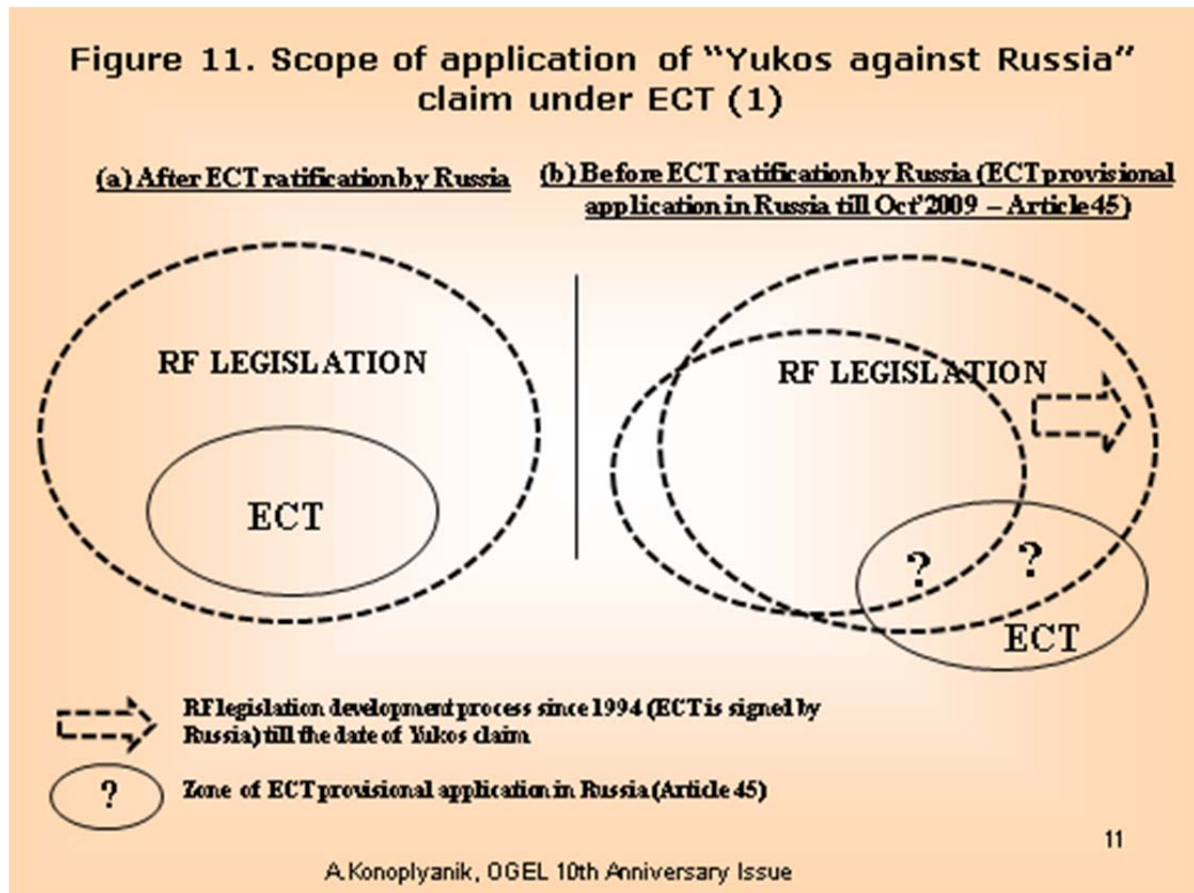 Figure 11. Scope of application of “Yukos against Russia”
claim under ECT (1)
(a) After ECT ratification by Russia
(b) Before ECT ratification by Russia (ECT provisional
application in Russia till Oct’2009 – Article 45)
RF LEGISLATION
ECT
RF LEGISLATION
? ?
ECT
RF legislation development process since 1994 (ECT is signed by
Russia) till the date of Yukos claim
? Zone of ECT provisional application in Russia (Article 45)
11
A.Konoplyanik, OGEL 10th Anniversary Issue